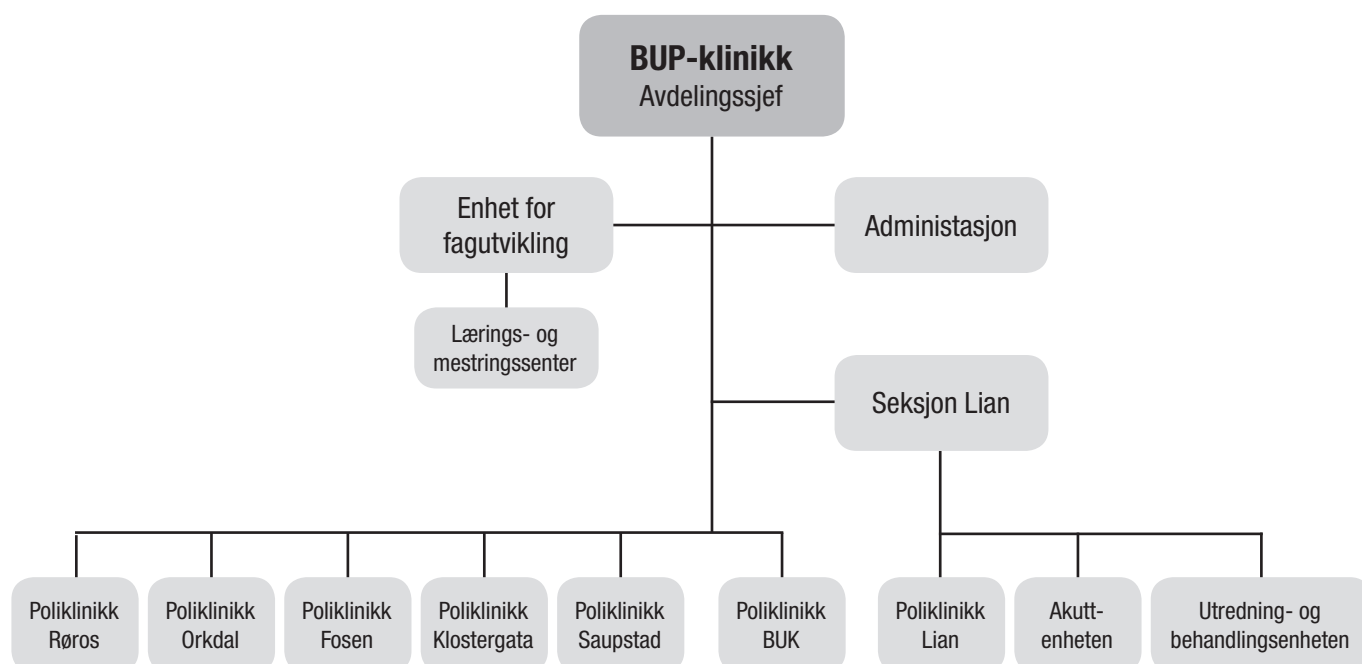 BUP-klinikk
Avdelingssjef
Enhet for
fagutvikling
Administasjon
Lærings- og
mestringssenter
Seksjon Lian
Poliklinikk
Røros
Poliklinikk
Orkdal
Poliklinikk
Fosen
Poliklinikk
Klostergata
Poliklinikk
Saupstad
Poliklinikk
BUK
Poliklinikk
Lian
Akutt-
enheten
Utredning- og
behandlingsenheten